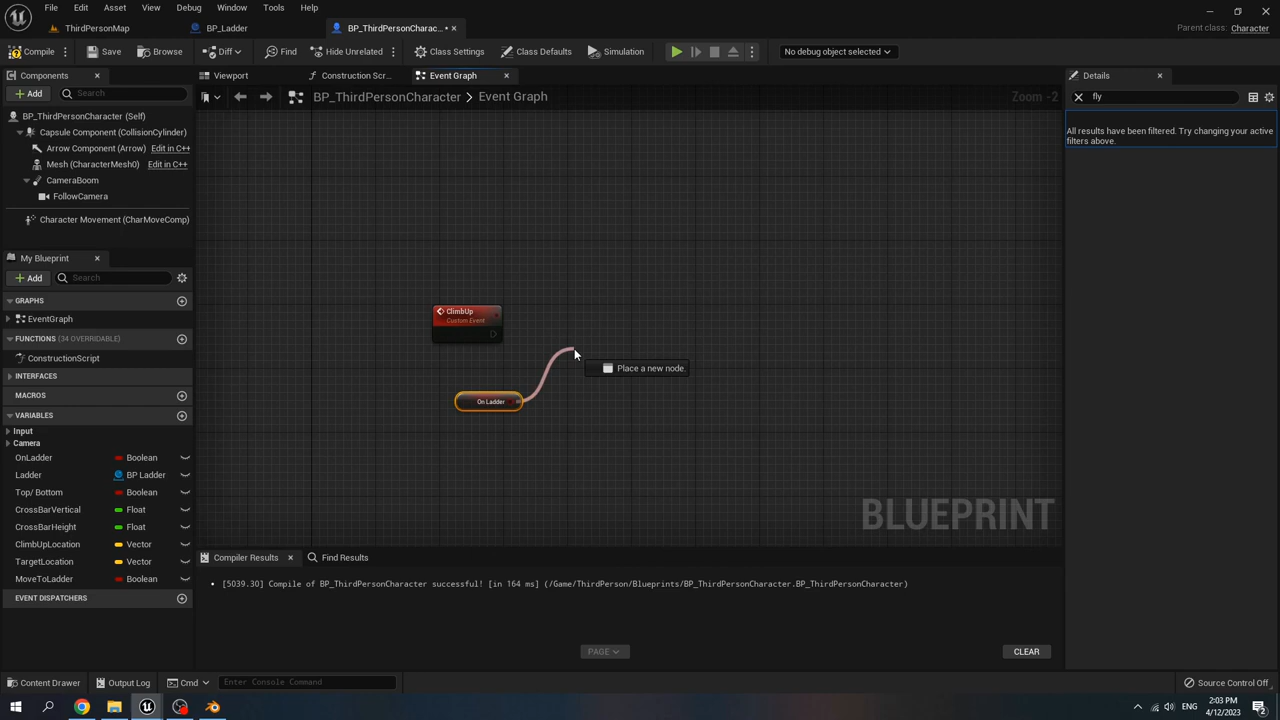 File Edit Asset View Debug Window Tools Help
ThirdPersonMap BP_Ladder BP_ThirdPersonCharac... •
Parent class: Character
Compile Save Browse Diff Find Hide Unrelated Class Settings Class Defaults Simulation No debug object selected
Components Viewport Construction Scr... Event Graph Details
Add Search BP_ThirdPersonCharacter > Event Graph Zoom -2 fly
BP_ThirdPersonCharacter (Self)
Capsule Component (CollisionCylinder)
Arrow Component (Arrow) Edit in C++
Mesh (CharacterMesh0) Edit in C++
CameraBoom
FollowCamera
Character Movement (CharMoveComp)
All results have been filtered. Try changing your active
filters above.
My Blueprint
Add Search
GRAPHS
EventGraph
FUNCTIONS (34 OVERRIDABLE)
ConstructionScript
INTERFACES
MACROS
VARIABLES
Input
Camera
OnLadder Boolean
Ladder BP Ladder
Top/ Bottom Boolean
CrossBarVertical Float
CrossBarHeight Float
ClimbUpLocation Vector
TargetLocation Vector
MoveToLadder Boolean
EVENT DISPATCHERS
ClimbUp
Custom Event
Place a new node.
On Ladder
BLUEPRINT
Compiler Results Find Results
[5039.30] Compile of BP_ThirdPersonCharacter successful! [in 164 ms] (/Game/ThirdPerson/Blueprints/BP_ThirdPersonCharacter.BP_ThirdPersonCharacter)
PAGE CLEAR
Content Drawer Output Log Cmd Enter Console Command Source Control Off
ENG 2:03 PM
4/12/2023